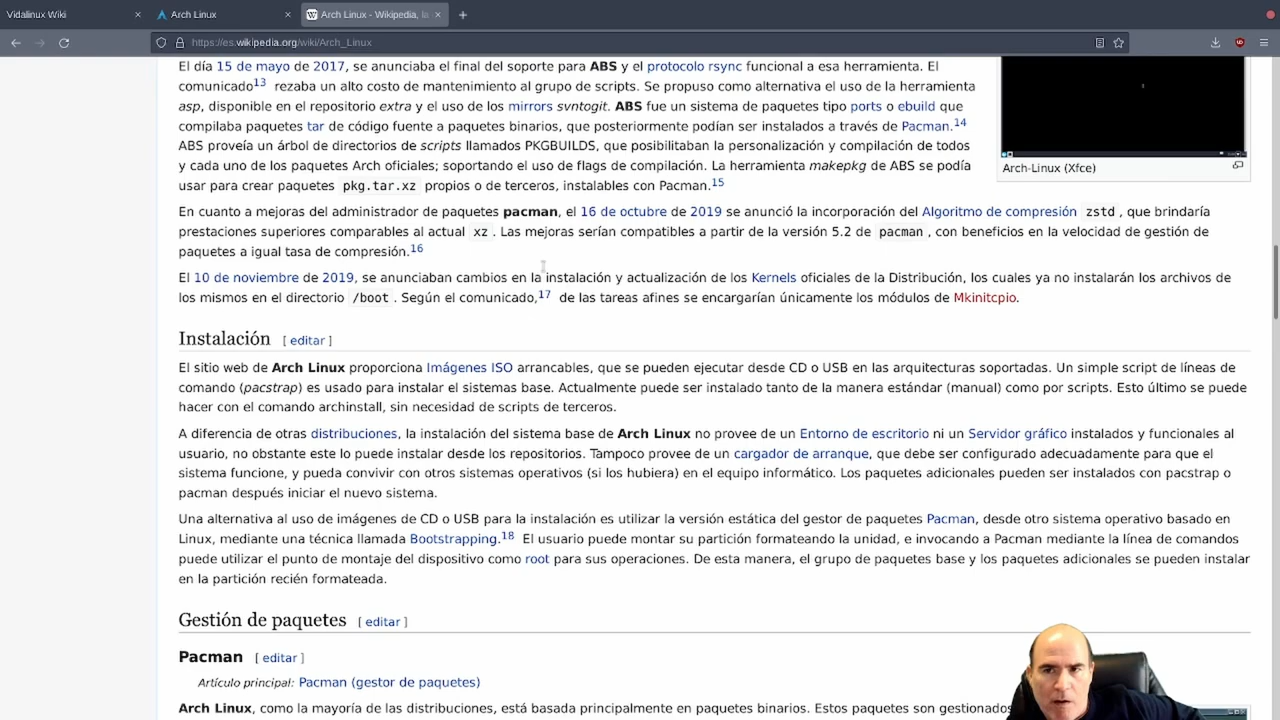 Vidalinux Wiki
Arch Linux
Arch Linux - Wikipedia, la
https://es.wikipedia.org/wiki/Arch_Linux
El día 15 de mayo de 2017, se anunciaba el final del soporte para ABS y el protocolo rsync funcional a esa herramienta. El
comunicado13 rezaba un alto costo de mantenimiento al grupo de scripts. Se propuso como alternativa el uso de la herramienta
asp, disponible en el repositorio extra y el uso de los mirrors svntogit. ABS fue un sistema de paquetes tipo ports o ebuild que
compilaba paquetes tar de código fuente a paquetes binarios, que posteriormente podían ser instalados a través de Pacman.14
ABS proveía un árbol de directorios de scripts llamados PKGBUILDS, que posibilitaban la personalización y compilación de todos
y cada uno de los paquetes Arch oficiales; soportando el uso de flags de compilación. La herramienta makepkg de ABS se podía
usar para crear paquetes pkg.tar.xz propios o de terceros, instalables con Pacman.15
Arch-Linux (Xfce)
En cuanto a mejoras del administrador de paquetes pacman, el 16 de octubre de 2019 se anunció la incorporación del Algoritmo de compresión zstd, que brindaría
prestaciones superiores comparables al actual xz. Las mejoras serían compatibles a partir de la versión 5.2 de pacman, con beneficios en la velocidad de gestión de
paquetes a igual tasa de compresión.16
El 10 de noviembre de 2019, se anunciaban cambios en la instalación y actualización de los Kernels oficiales de la Distribución, los cuales ya no instalarán los archivos de
los mismos en el directorio /boot. Según el comunicado,17 de las tareas afines se encargarían únicamente los módulos de Mkinitcpio.
Instalación [ editar ]
El sitio web de Arch Linux proporciona Imágenes ISO arrancables, que se pueden ejecutar desde CD o USB en las arquitecturas soportadas. Un simple script de líneas de
comando (pacstrap) es usado para instalar el sistemas base. Actualmente puede ser instalado tanto de la manera estándar (manual) como por scripts. Esto último se puede
hacer con el comando archinstall, sin necesidad de scripts de terceros.
A diferencia de otras distribuciones, la instalación del sistema base de Arch Linux no provee de un Entorno de escritorio ni un Servidor gráfico instalados y funcionales al
usuario, no obstante este lo puede instalar desde los repositorios. Tampoco provee de un cargador de arranque, que debe ser configurado adecuadamente para que el
sistema funcione, y pueda convivir con otros sistemas operativos (si los hubiera) en el equipo informático. Los paquetes adicionales pueden ser instalados con pacstrap o
pacman después iniciar el nuevo sistema.
Una alternativa al uso de imágenes de CD o USB para la instalación es utilizar la versión estática del gestor de paquetes Pacman, desde otro sistema operativo basado en
Linux, mediante una técnica llamada Bootstrapping.18 El usuario puede montar su partición formateando la unidad, e invocando a Pacman mediante la línea de comandos
puede utilizar el punto de montaje del dispositivo como root para sus operaciones. De esta manera, el grupo de paquetes base y los paquetes adicionales se pueden instalar
en la partición recién formateada.
Gestión de paquetes [ editar ]
Pacman [ editar ]
Artículo principal: Pacman (gestor de paquetes)
Arch Linux, como la mayoría de las distribuciones, está basada principalmente en paquetes binarios. Estos paquetes son gestionados